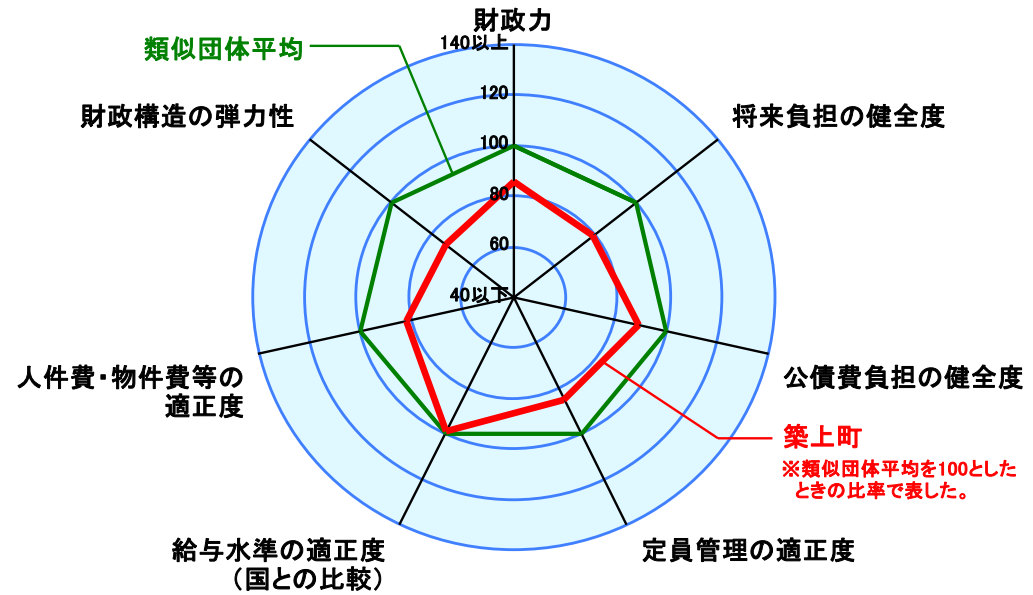 財政力
140以上
類似団体平均
120
財政構造の弾力性
将来負担の健全度
100
80
60
40以下
人件費・物件費等の
適正度
公債費負担の健全度
築上町
※類似団体平均を100とした
ときの比率で表した。
給与水準の適正度
（国との比較）
定員管理の適正度